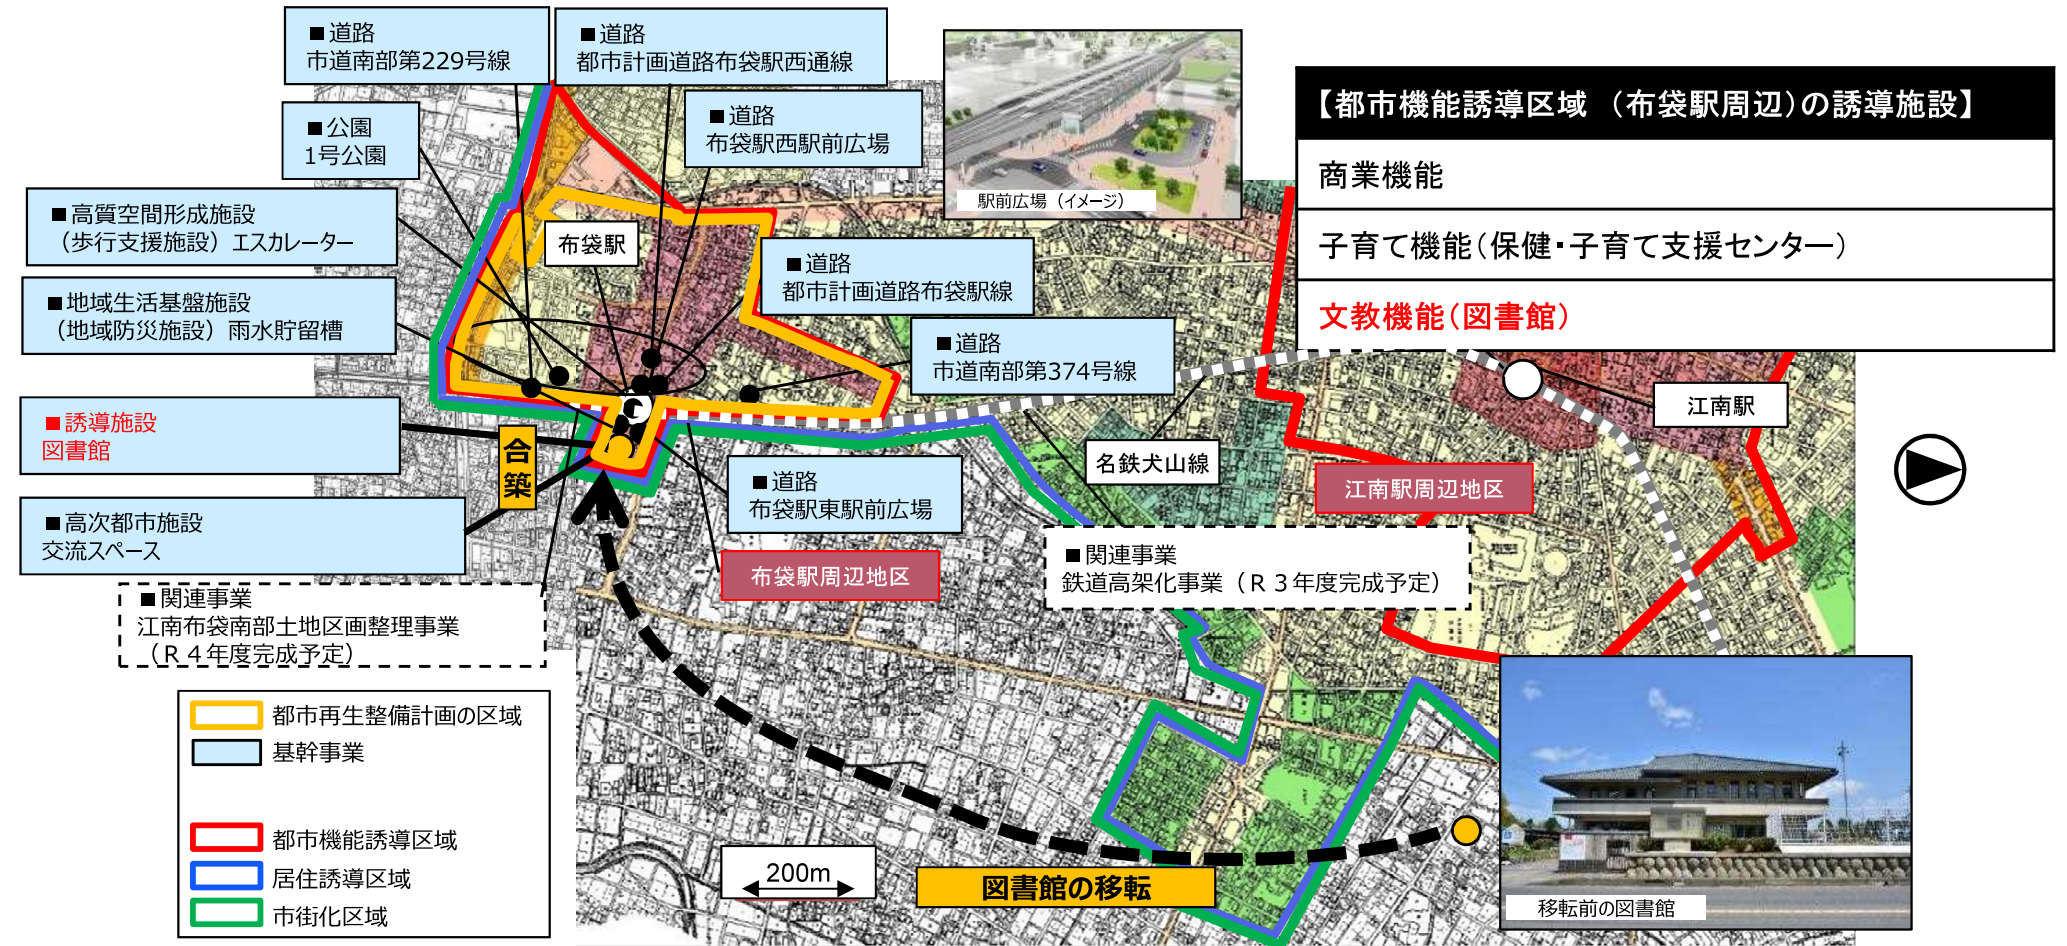 ■道路
市道南部第229号線
■道路
都市計画道路布袋駅西通線
■道路
布袋駅西駅前広場
■公園
1号公園
駅前広場（イメージ）
【都市機能誘導区域 （布袋駅周辺）の誘導施設】
商業機能
子育て機能（保健・子育て支援センター）
文教機能（図書館）
■高質空間形成施設
（歩行支援施設）エスカレーター
布袋駅
■道路
都市計画道路布袋駅線
■地域生活基盤施設
（地域防災施設）雨水貯留槽
■道路
市道南部第374号線
江南駅
■誘導施設
図書館
合築
名鉄犬山線
江南駅周辺地区
■道路
布袋駅東駅前広場
■高次都市施設
交流スペース
布袋駅周辺地区
■関連事業
鉄道高架化事業（Ｒ３年度完成予定）
■関連事業
江南布袋南部土地区画整理事業
（Ｒ４年度完成予定）
都市再生整備計画の区域
基幹事業
都市機能誘導区域
居住誘導区域
市街化区域
200m
図書館の移転
移転前の図書館